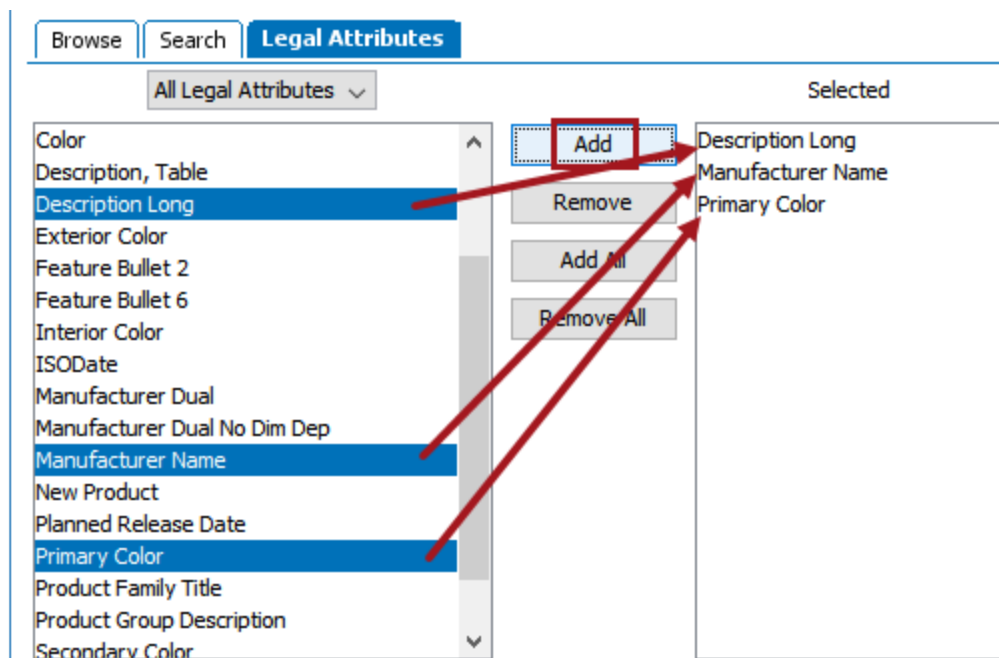 Browse Search Legal Attributes
All Legal Attributes Selected
Color
Description, Table
Description Long
Exterior Color
Feature Bullet 2
Feature Bullet 6
Interior Color
ISODate
Manufacturer Dual
Manufacturer Dual No Dim Dep
Manufacturer Name
New Product
Planned Release Date
Primary Color
Product Family Title
Product Group Description
Secondary Color
Add
Remove
Add All
Remove All
Description Long
Manufacturer Name
Primary Color